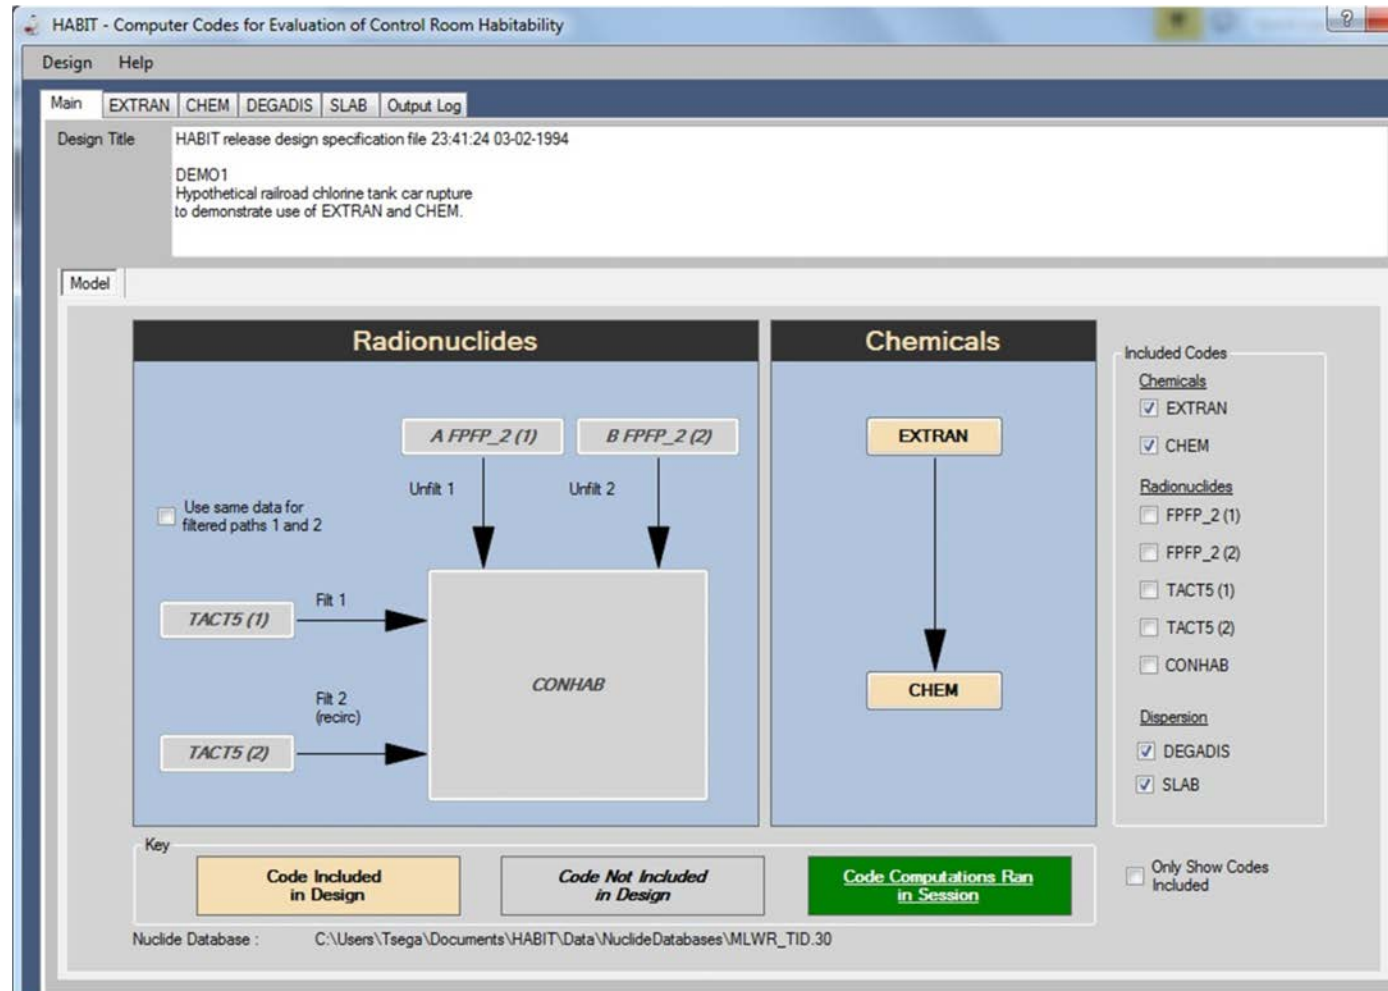 HABIT - Computer Codes for Evaluation of Control Room Habitability
?
Design Help
Main EXTRAN CHEM DEGADIS SLAB Output Log
Design Title
HABIT release design specification file 23:41:24 03-02-1994
DEMO1
Hypothetical railroad chlorine tank car rupture
to demonstrate use of EXTRAN and CHEM.
Model
Radionuclides
A FPFP_2 (1)
B FPFP_2 (2)
Unfilt 1
Unfilt 2
Use same data for
filtered paths 1 and 2
Filt 1
TACT5 (1)
CONHAB
Filt 2
(recirc)
TACT5 (2)
Chemicals
EXTRAN
CHEM
Included Codes
Chemicals
EXTRAN
CHEM
Radionuclides
FPFP_2 (1)
FPFP_2 (2)
TACT5 (1)
TACT5 (2)
CONHAB
Dispersion
DEGADIS
SLAB
Key
Code Included
in Design
Code Not Included
in Design
Code Computations Ran
in Session
Only Show Codes
Included
Nuclide Database : C:\Users\Tsega\Documents\HABIT\Data\NuclideDatabases\MLWR_TID.30